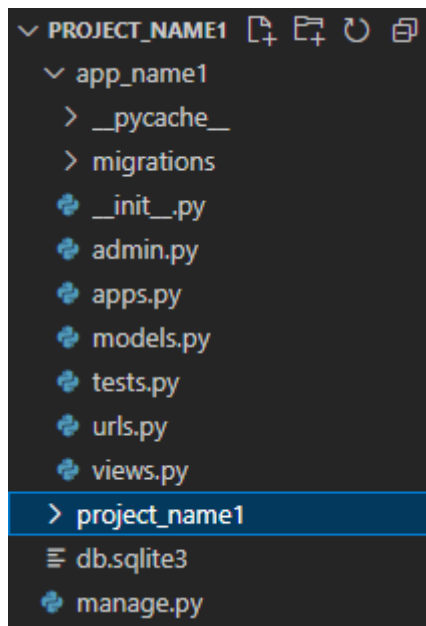 PROJECT_NAME1
app_name1
__pycache__
migrations
__init__.py
admin.py
apps.py
models.py
tests.py
urls.py
views.py
project_name1
db.sqlite3
manage.py